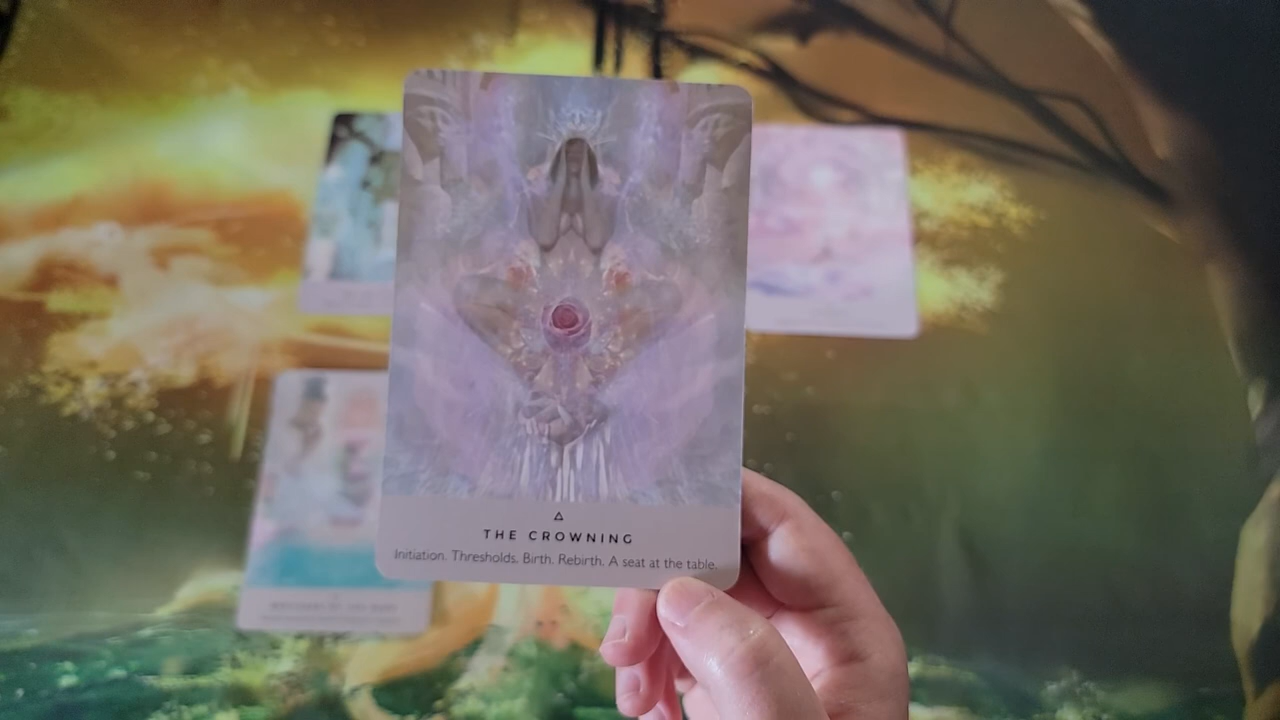 THE CROWNING
Initiation. Thresholds. Birth. Rebirth. A seat at the table.